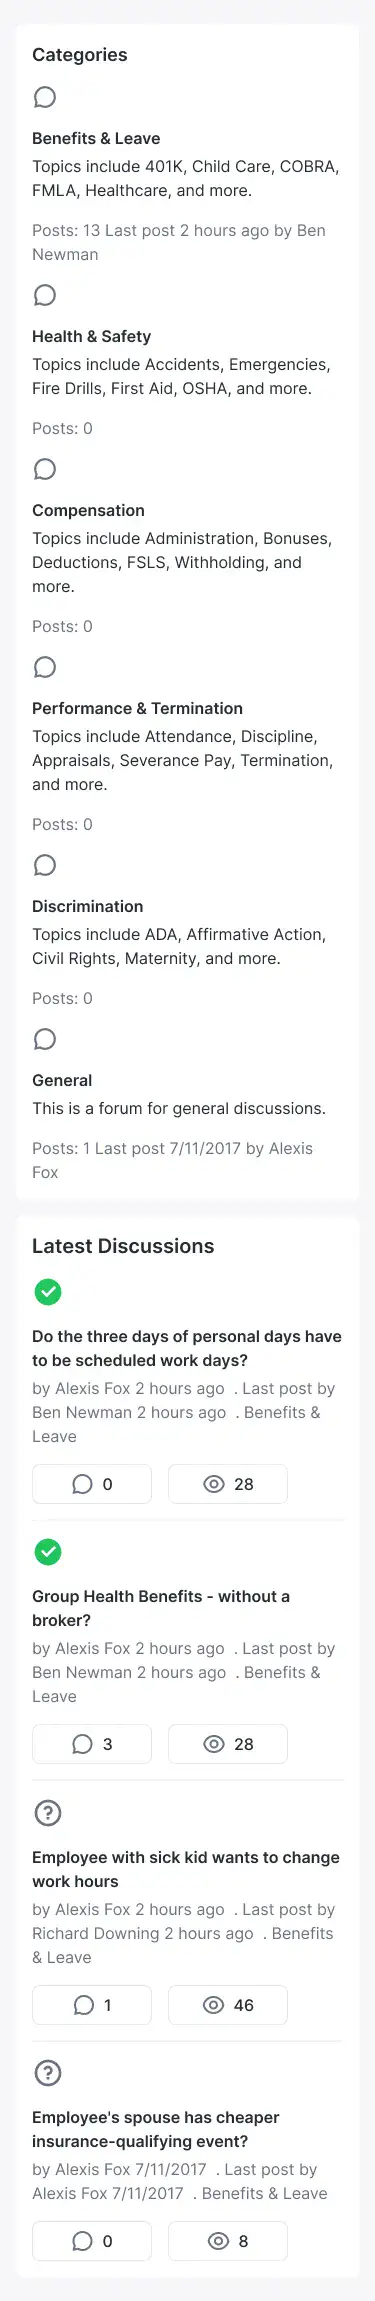 Categories
Benefits & Leave
Topics include 401K, Child Care, COBRA,
FMLA, Healthcare, and more.
Posts: 13 Last post 2 hours ago by Ben
Newman
Health & Safety
Topics include Accidents, Emergencies,
Fire Drills, First Aid, OSHA, and more.
Posts: 0
Compensation
Topics include Administration, Bonuses,
Deductions, FSLS, Withholding, and
more.
Posts: 0
Performance & Termination
Topics include Attendance, Discipline,
Appraisals, Severance Pay, Termination,
and more.
Posts: 0
Discrimination
Topics include ADA, Affirmative Action,
Civil Rights, Maternity, and more.
Posts: 0
General
This is a forum for general discussions.
Posts: 1 Last post 7/11/2017 by Alexis
Fox
Latest Discussions
Do the three days of personal days have
to be scheduled work days?
by Alexis Fox 2 hours ago . Last post by
Ben Newman 2 hours ago . Benefits &
Leave
0 28
Group Health Benefits - without a
broker?
by Alexis Fox 2 hours ago . Last post by
Ben Newman 2 hours ago . Benefits &
Leave
3 28
Employee with sick kid wants to change
work hours
by Alexis Fox 2 hours ago . Last post by
Richard Downing 2 hours ago . Benefits
& Leave
1 46
Employee's spouse has cheaper
insurance-qualifying event?
by Alexis Fox 7/11/2017 . Last post by
Alexis Fox 7/11/2017 . Benefits & Leave
0 8